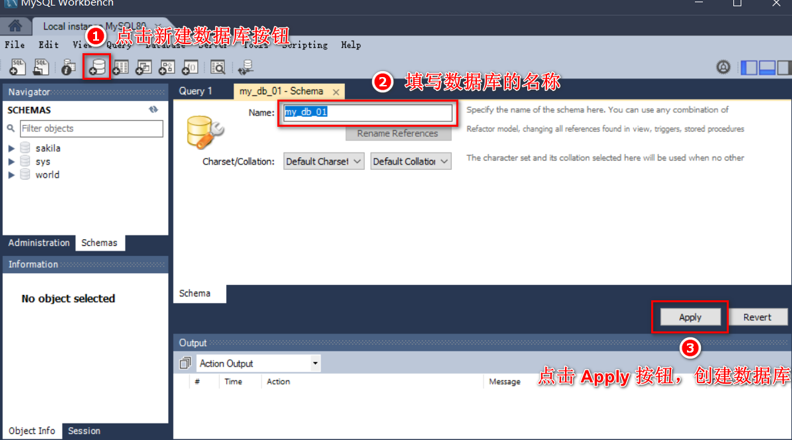 MySQL Workbench
Local instance MySQL80
① 点击新建数据库按钮
File Edit View Query Database Server Tools Scripting Help
Navigator
Query 1
my_db_01 - Schema
② 填写数据库的名称
SCHEMAS
Filter objects
sakila
sys
world
Name:
my_db_01
Specify the name of the schema here. You can use any combination of
Rename References
Refactor model, changing all references found in view, triggers, stored procedures
Charset/Collation:
Default Charset
Default Collation
The character set and its collation selected here will be used when no other
Administration
Schemas
Information
No object selected
Schema
Apply
Revert
③
点击 Apply 按钮，创建数据库
Output
Action Output
# Time Action Message
Object Info
Session